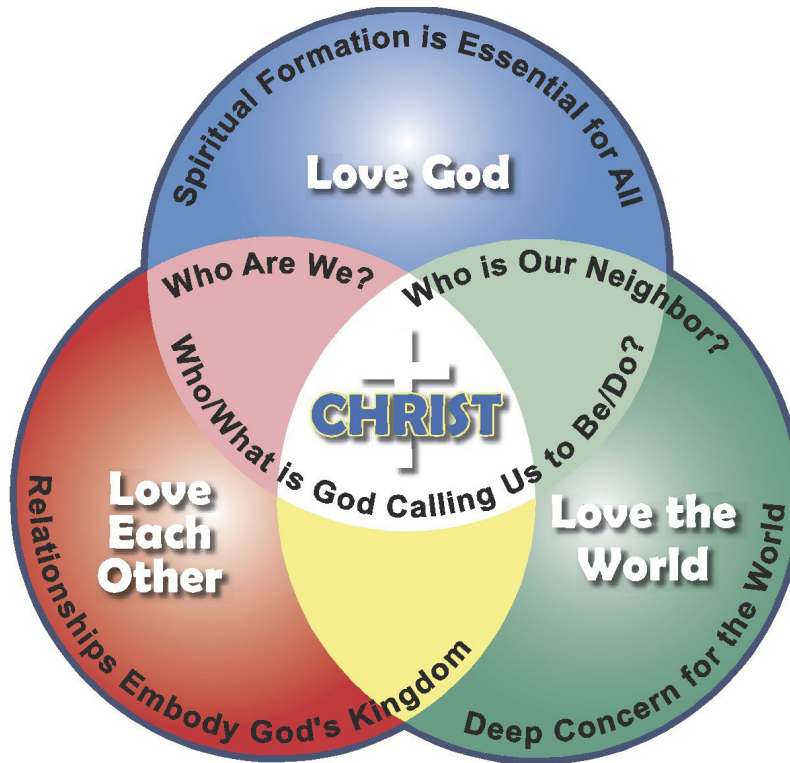 Spiritual Formation is Essential for All
Love God
Who Are We?
Who is Our Neighbor?
CHRIST
Who/What is God Calling Us to Be/Do?
Love
Each
Other
Love the
World
Relationships Embody God's Kingdom
Deep Concern for the World